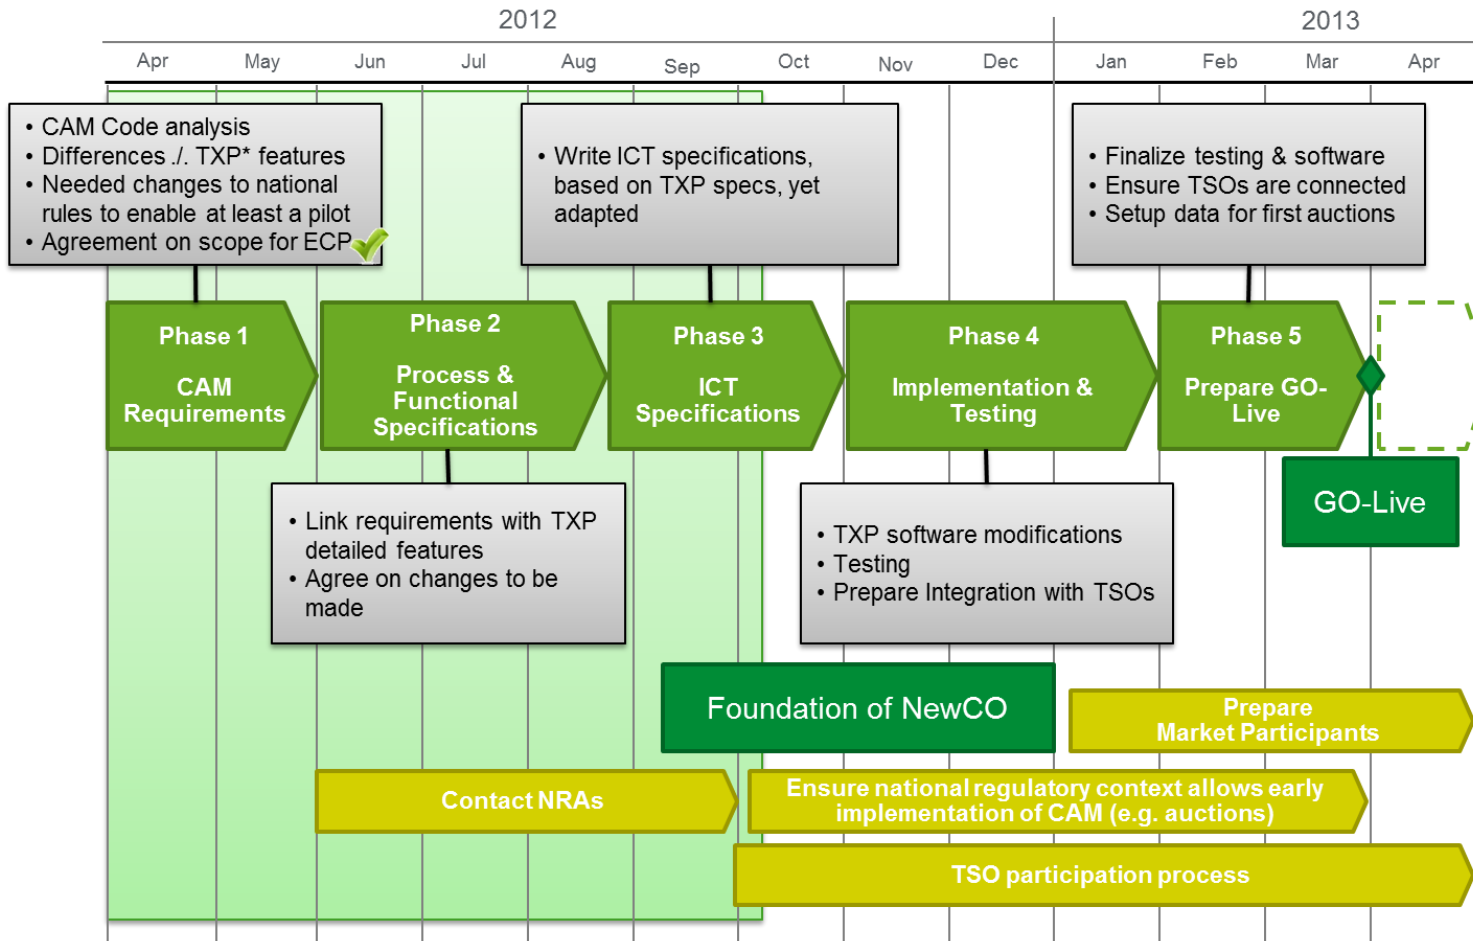 2012
2013
Apr
May
Jun
Jul
Aug
Sep
Oct
Nov
Dec
Jan
Feb
Mar
Apr
• CAM Code analysis
• Differences ./. TXP* features
• Needed changes to national
rules to enable at least a pilot
• Agreement on scope for ECP
• Write ICT specifications,
based on TXP specs, yet
adapted
• Finalize testing & software
• Ensure TSOs are connected
• Setup data for first auctions
Phase 1
CAM
Requirements
Phase 2
Process &
Functional
Specifications
Phase 3
ICT
Specifications
Phase 4
Implementation &
Testing
Phase 5
Prepare GO-
Live
GO-Live
• Link requirements with TXP
detailed features
• Agree on changes to be
made
• TXP software modifications
• Testing
• Prepare Integration with TSOs
Foundation of NewCO
Prepare
Market Participants
Contact NRAs
Ensure national regulatory context allows early
implementation of CAM (e.g. auctions)
TSO participation process